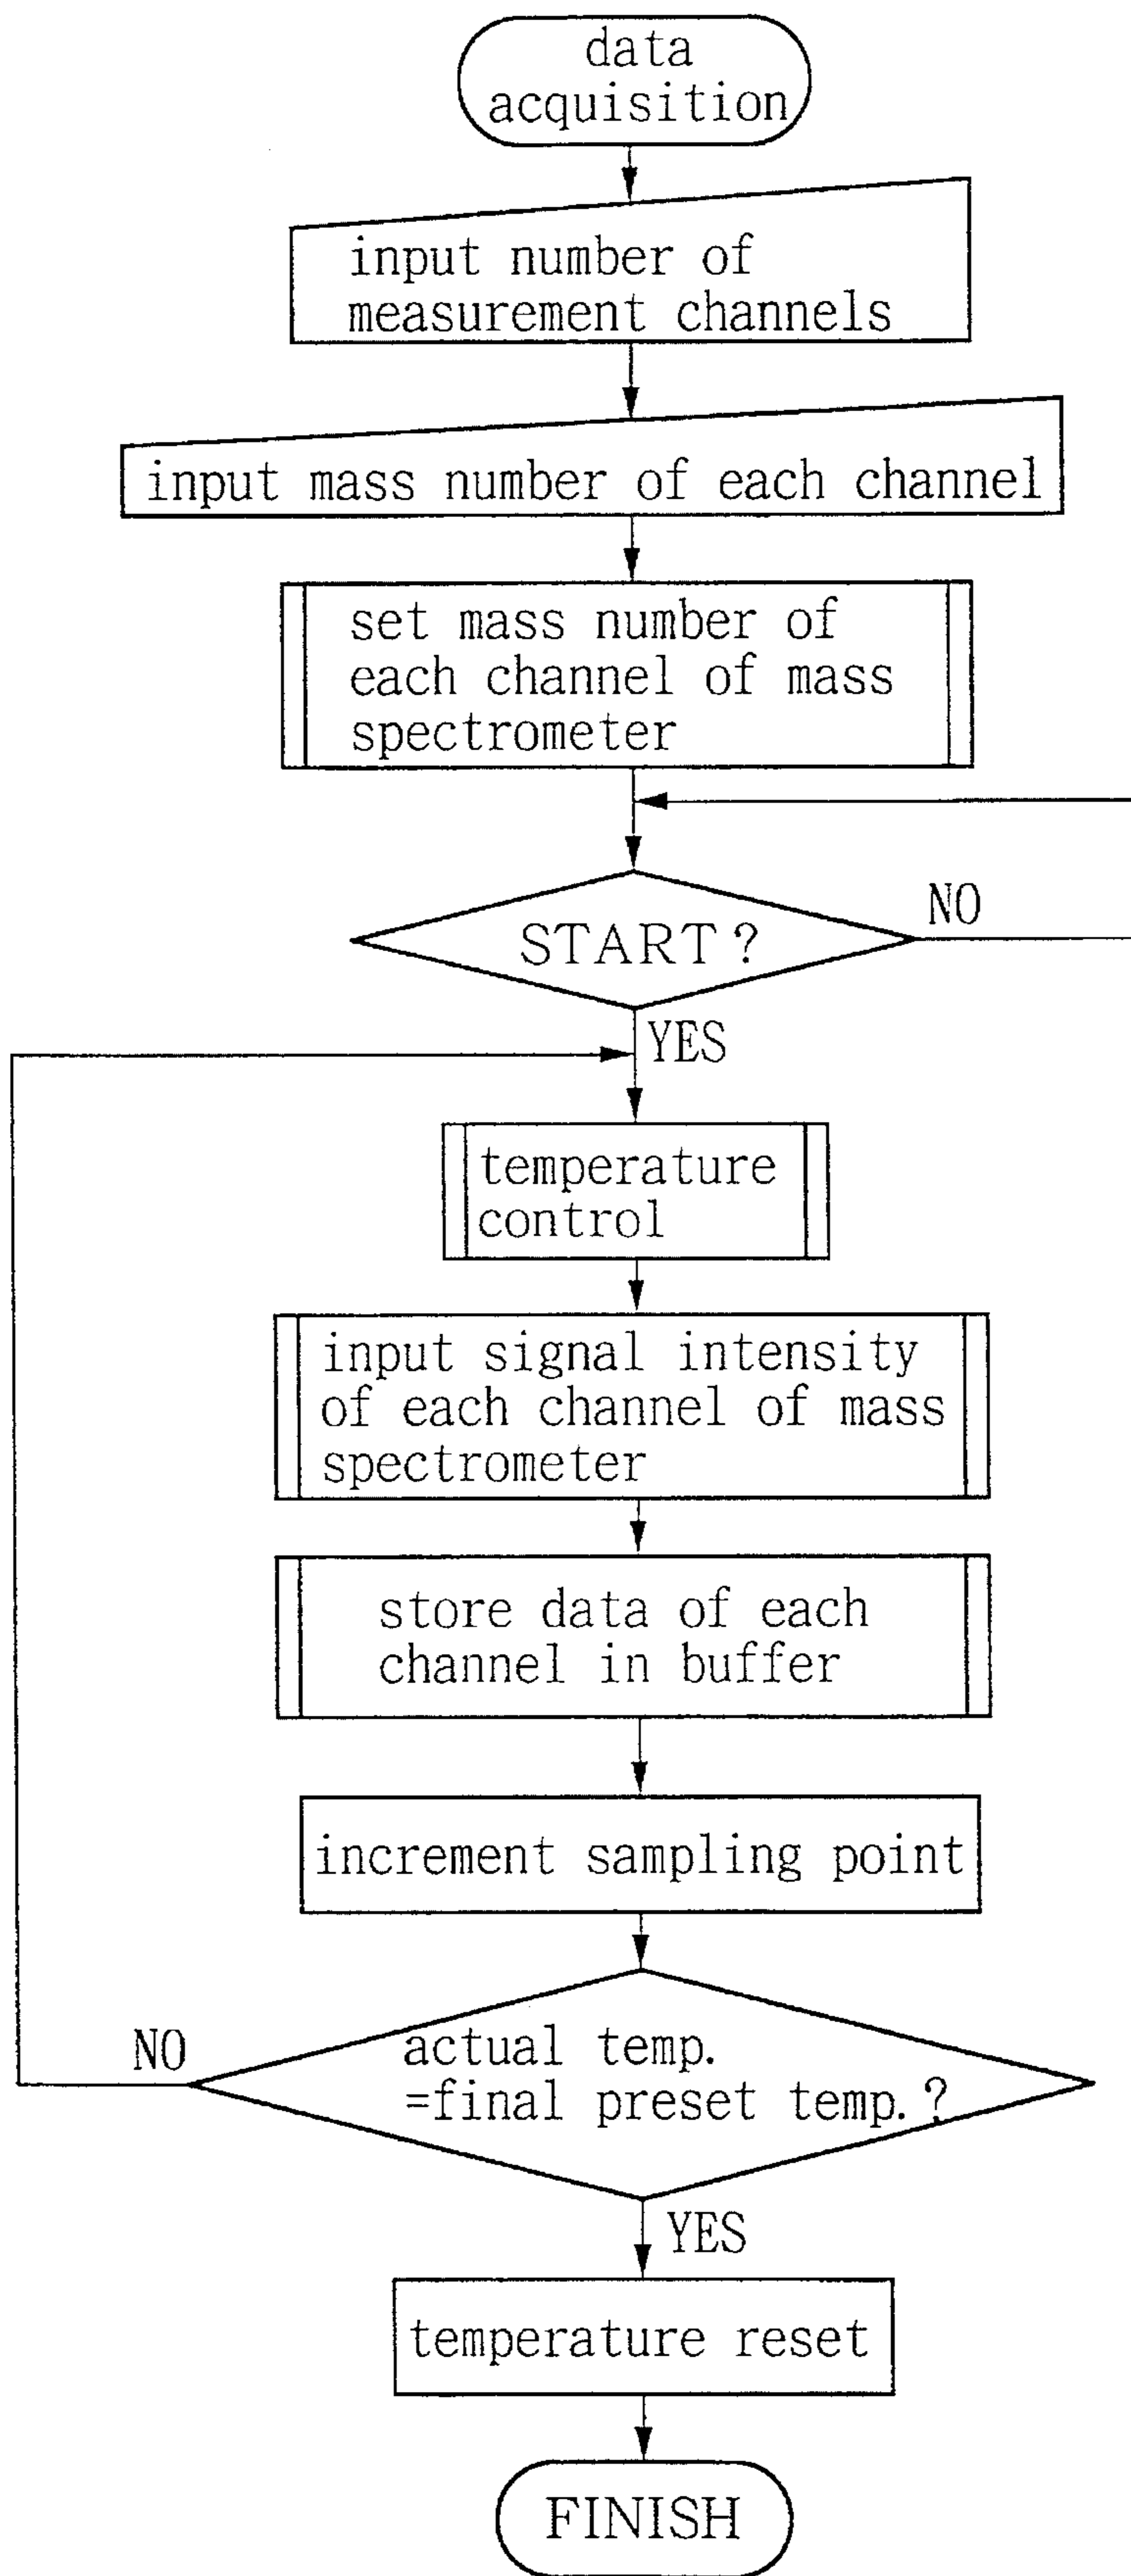 data
acquisition
input number of
measurement channels
input mass number of each channel
set mass number of
each channel of mass
spectrometer
START?
NO
YES
temperature
control
input signal intensity
of each channel of mass
spectrometer
store data of each
channel in buffer
increment sampling point
NO
actual temp.
=final preset temp.?
YES
temperature reset
FINISH